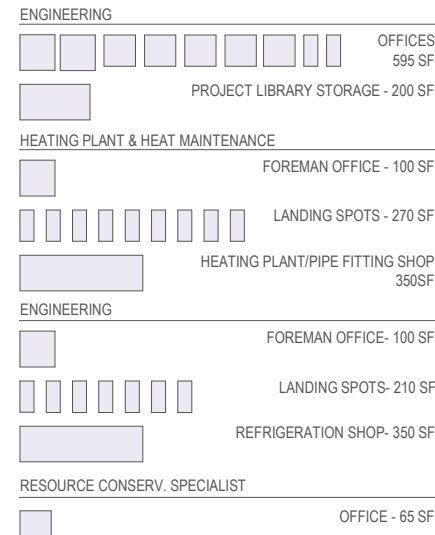 ENGINEERING
OFFICES
595 SF
PROJECT LIBRARY STORAGE - 200 SF
HEATING PLANT & HEAT MAINTENANCE
FOREMAN OFFICE - 100 SF
LANDING SPOTS - 270 SF
HEATING PLANT/PIPE FITTING SHOP
350SF
ENGINEERING
FOREMAN OFFICE- 100 SF
LANDING SPOTS- 210 SF
REFRIGERATION SHOP- 350 SF
RESOURCE CONSERV. SPECIALIST
OFFICE - 65 SF